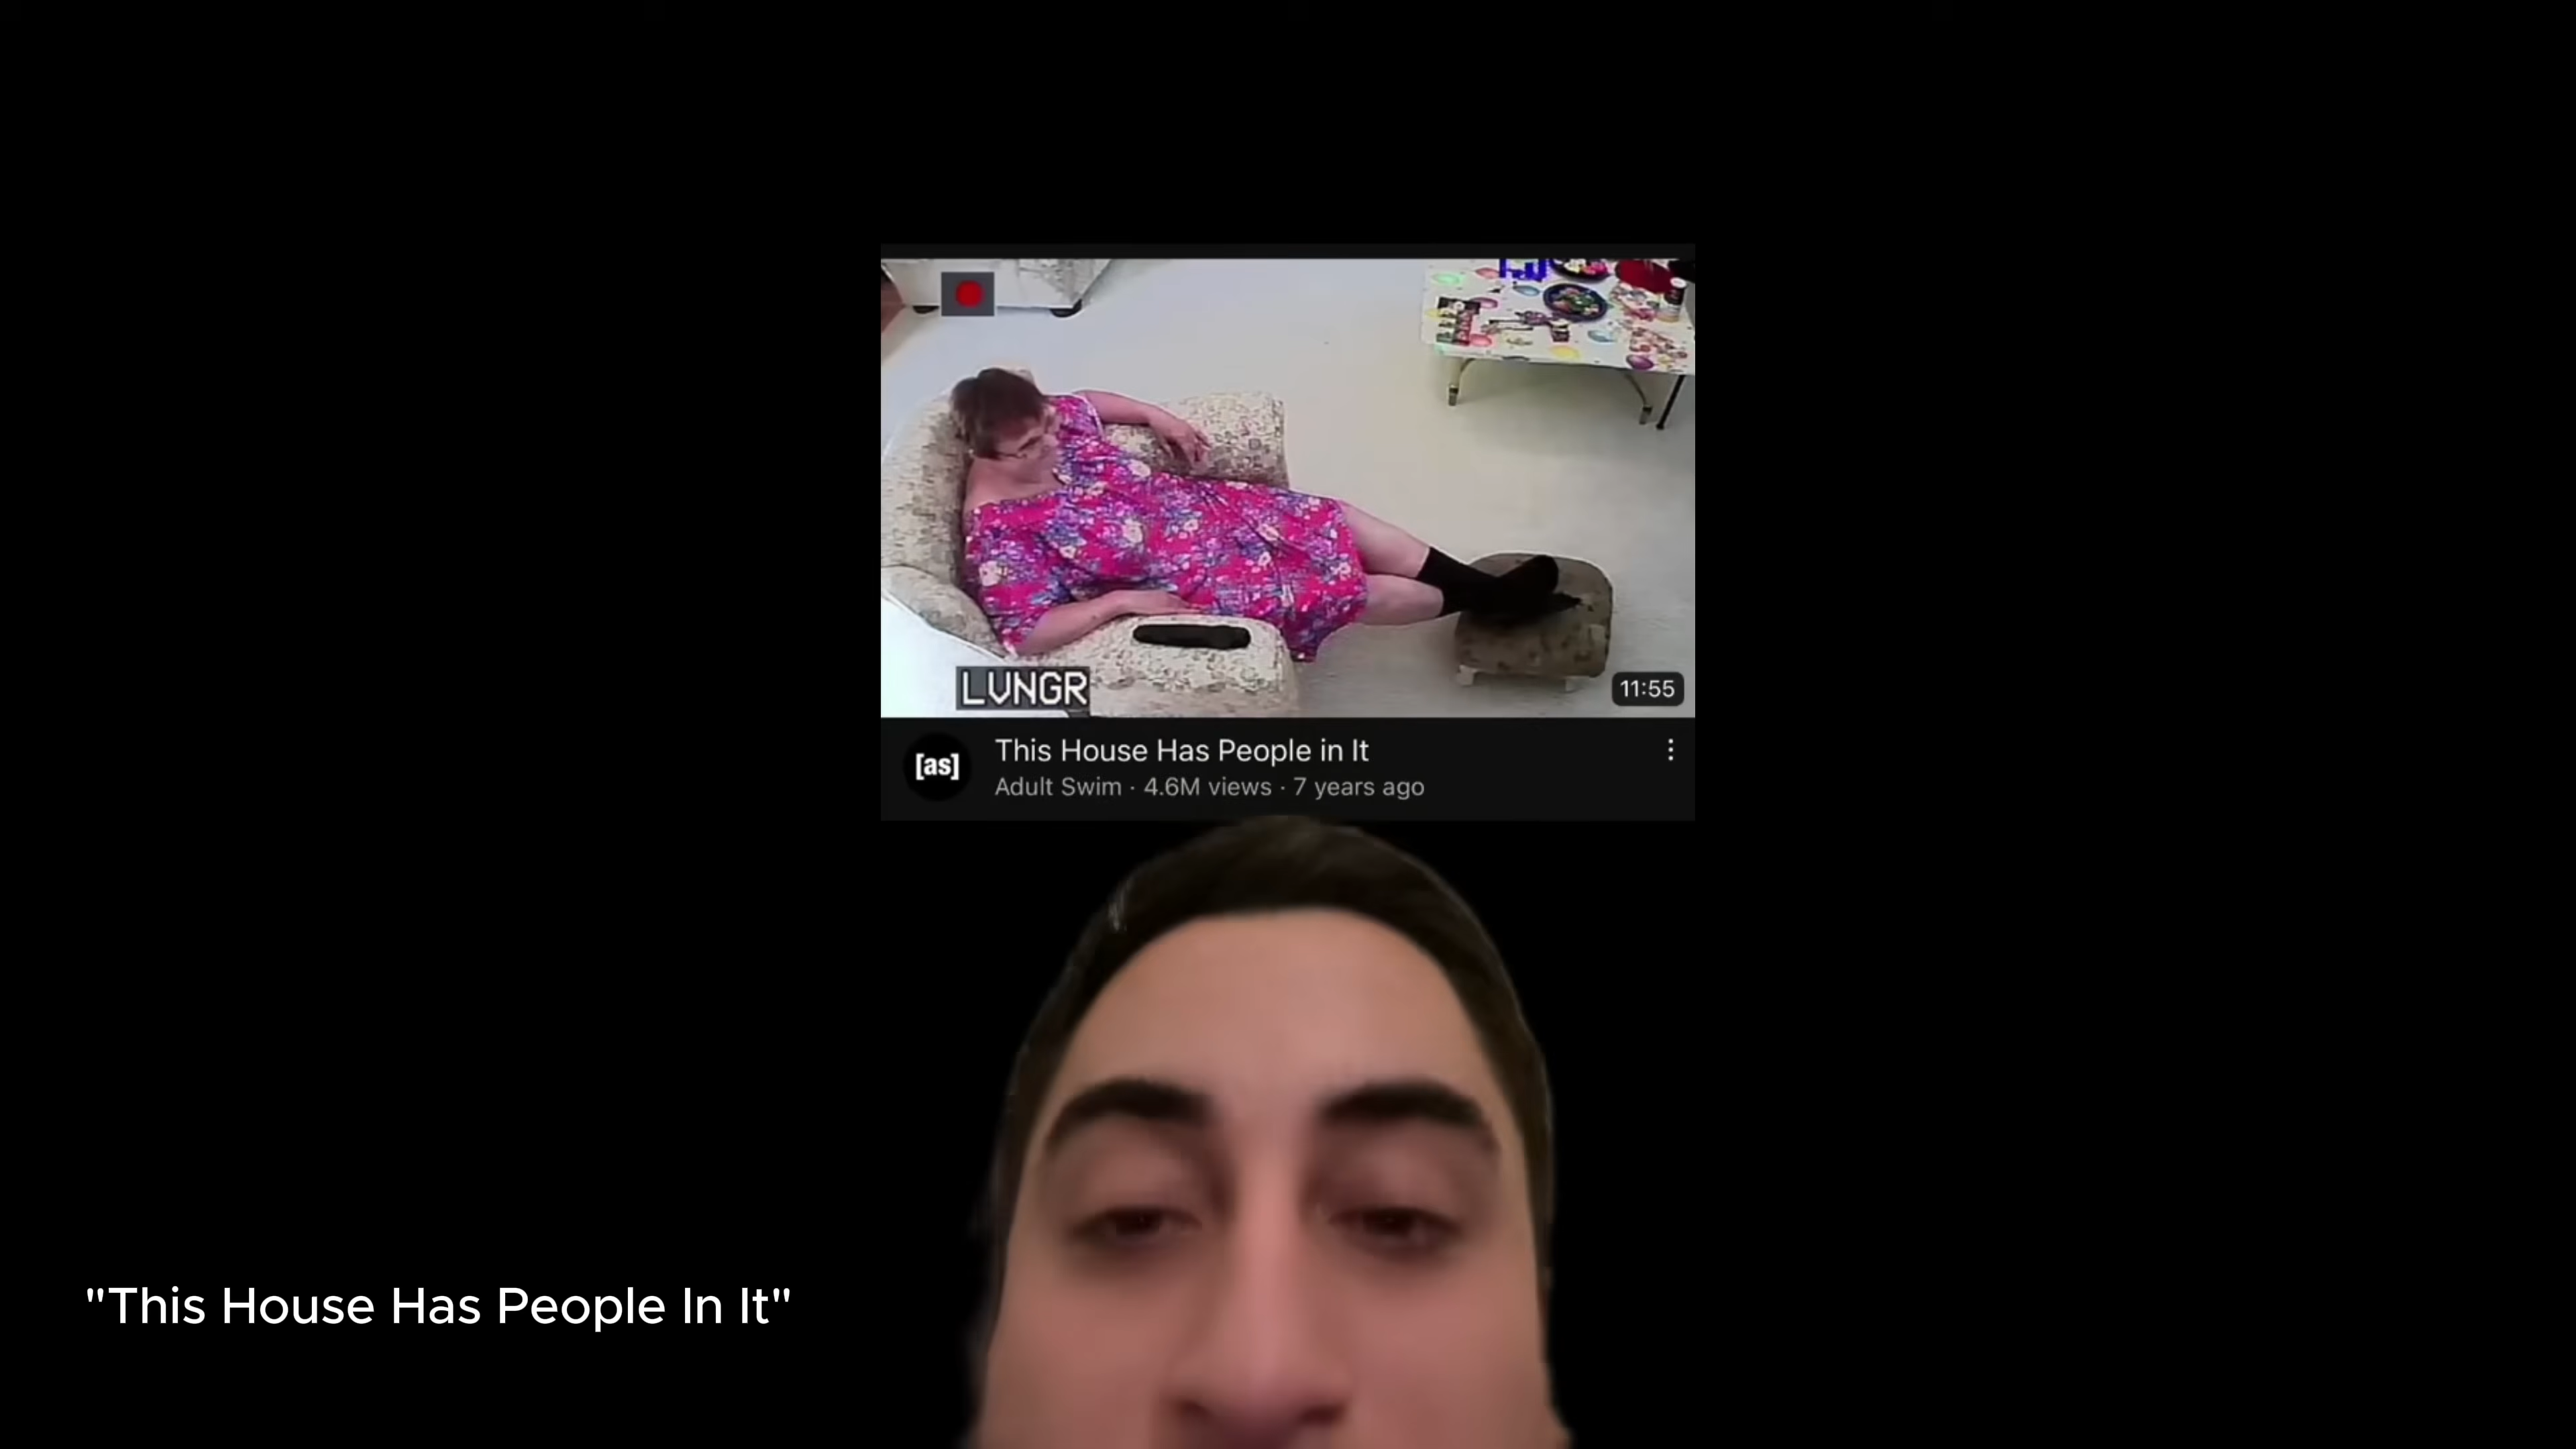 LVNGR
11:55
[as]
This House Has People in It
Adult Swim · 4.6M views · 7 years ago
"This House Has People In It"